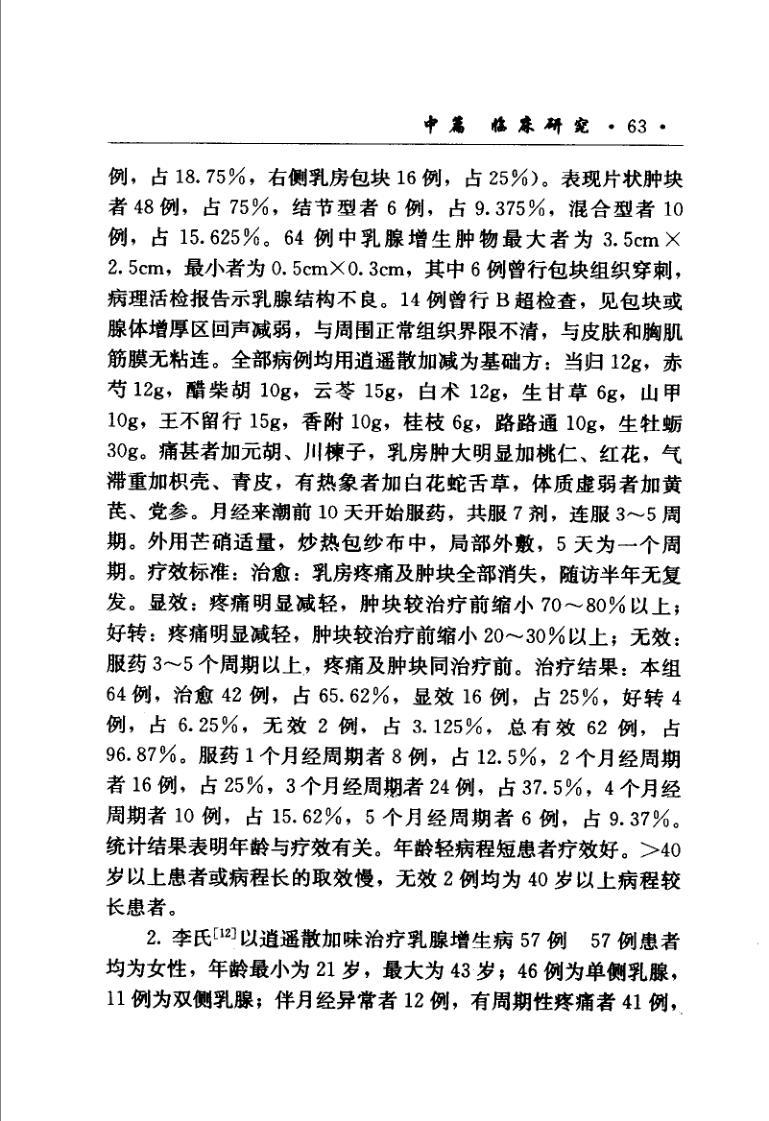 中篇 临床研究 · 63 ·
例，占 18.75%，右侧乳房包块 16 例，占 25%）。表现片状肿块
者 48 例，占 75%，结节型者 6 例，占 9.375%，混合型者 10
例，占 15.625%。64 例中乳腺增生肿物最大者为 3.5cm×
2.5cm，最小者为 0.5cm×0.3cm，其中 6 例曾行包块组织穿刺，
病理活检报告示乳腺结构不良。14 例曾行 B 超检查，见包块或
腺体增厚区回声减弱，与周围正常组织界限不清，与皮肤和胸肌
筋膜无粘连。全部病例均用逍遥散加减为基础方：当归 12g，赤
芍 12g，醋柴胡 10g，云苓 15g，白术 12g，生甘草 6g，山甲
10g，王不留行 15g，香附 10g，桂枝 6g，路路通 10g，生牡蛎
30g。痛甚者加元胡、川楝子，乳房肿大明显加桃仁、红花，气
滞重加枳壳、青皮，有热象者加白花蛇舌草，体质虚弱者加黄
芪、党参。月经来潮前 10 天开始服药，共服 7 剂，连服 3～5 周
期。外用芒硝适量，炒热包纱布中，局部外敷，5 天为一个周
期。疗效标准：治愈：乳房疼痛及肿块全部消失，随访半年无复
发。显效：疼痛明显减轻，肿块较治疗前缩小 70～80%以上；
好转：疼痛明显减轻，肿块较治疗前缩小 20～30%以上；无效：
服药 3～5 个周期以上，疼痛及肿块同治疗前。治疗结果：本组
64 例，治愈 42 例，占 65.62%，显效 16 例，占 25%，好转 4
例，占 6.25%，无效 2 例，占 3.125%，总有效 62 例，占
96.87%。服药 1 个月经周期者 8 例，占 12.5%，2 个月经周期
者 16 例，占 25%，3 个月经周期者 24 例，占 37.5%，4 个月经
周期者 10 例，占 15.62%，5 个月经周期者 6 例，占 9.37%。
统计结果表明年龄与疗效有关。年龄轻病程短患者疗效好。＞40
岁以上患者或病程长的取效慢，无效 2 例均为 40 岁以上病程较
长患者。
2. 李氏[12]以逍遥散加味治疗乳腺增生病 57 例 57 例患者
均为女性，年龄最小为 21 岁，最大为 43 岁；46 例为单侧乳腺，
11 例为双侧乳腺；伴月经异常者 12 例，有周期性疼痛者 41 例，